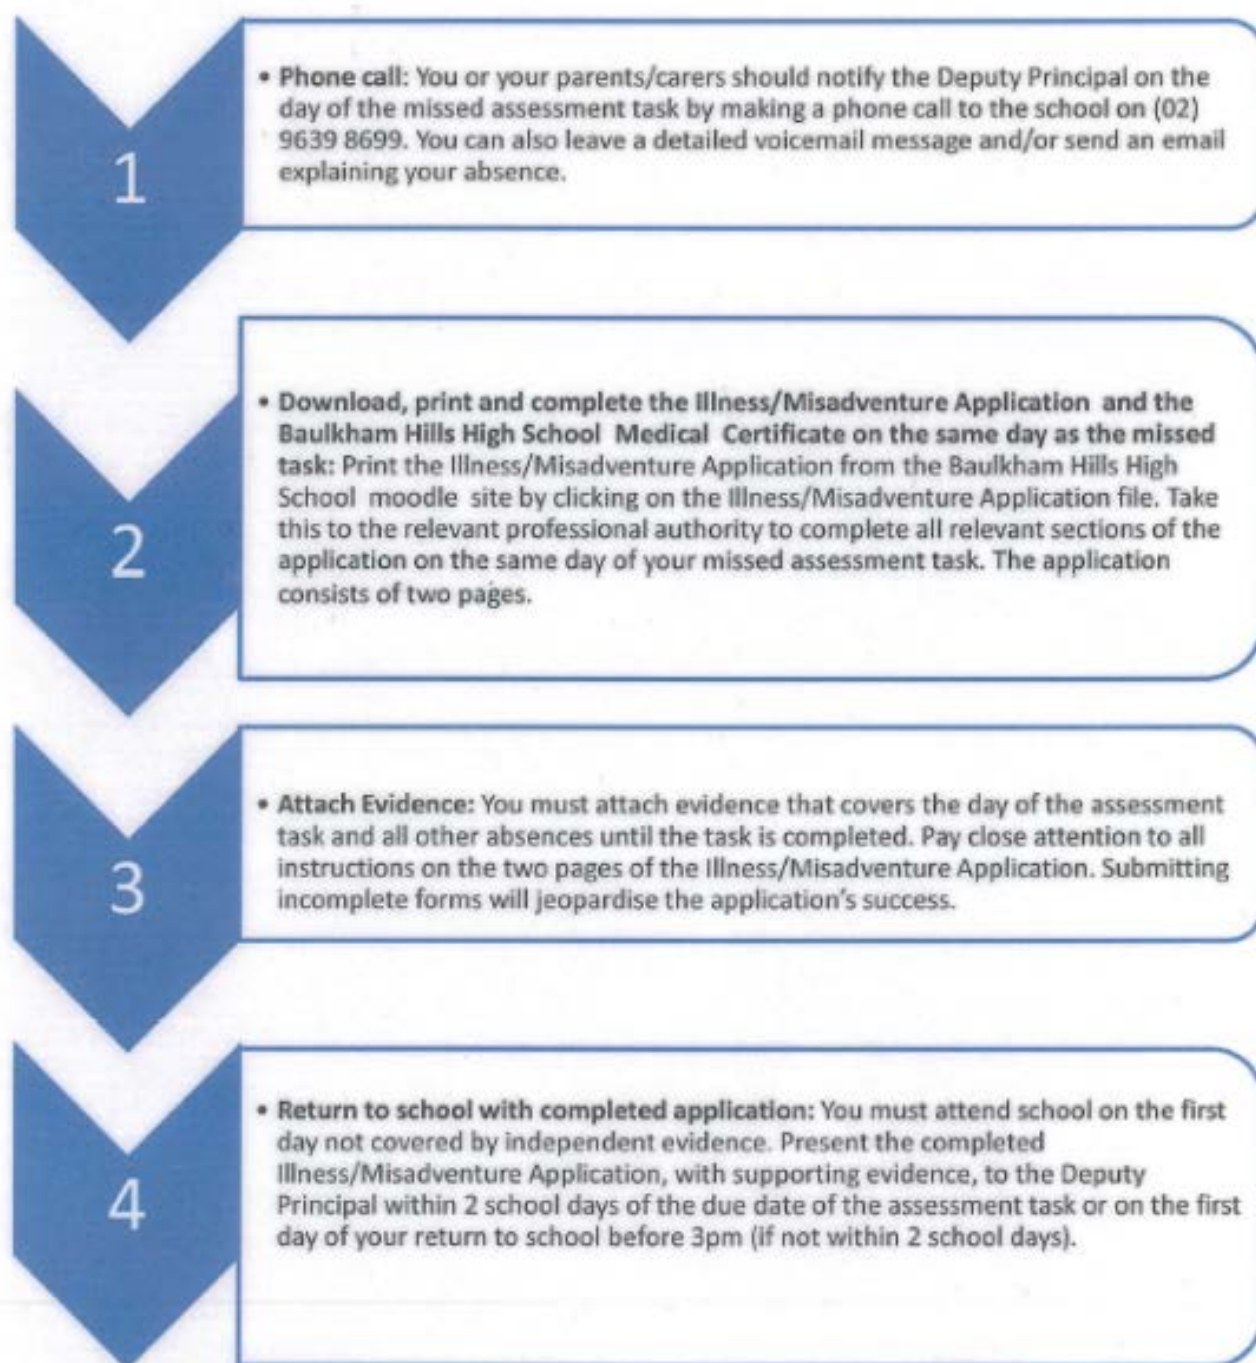 1
• Phone call: You or your parents/carers should notify the Deputy Principal on the
day of the missed assessment task by making a phone call to the school on (02)
9639 8699. You can also leave a detailed voicemail message and/or send an email
explaining your absence.
2
• Download, print and complete the Illness/Misadventure Application and the
Baulkham Hills High School Medical Certificate on the same day as the missed
task: Print the Illness/Misadventure Application from the Baulkham Hills High
School moodle site by clicking on the Illness/Misadventure Application file. Take
this to the relevant professional authority to complete all relevant sections of the
application on the same day of your missed assessment task. The application
consists of two pages.
3
• Attach Evidence: You must attach evidence that covers the day of the assessment
task and all other absences until the task is completed. Pay close attention to all
instructions on the two pages of the Illness/Misadventure Application. Submitting
incomplete forms will jeopardise the application's success.
4
• Return to school with completed application: You must attend school on the first
day not covered by independent evidence. Present the completed
Illness/Misadventure Application, with supporting evidence, to the Deputy
Principal within 2 school days of the due date of the assessment task or on the first
day of your return to school before 3pm (if not within 2 school days).